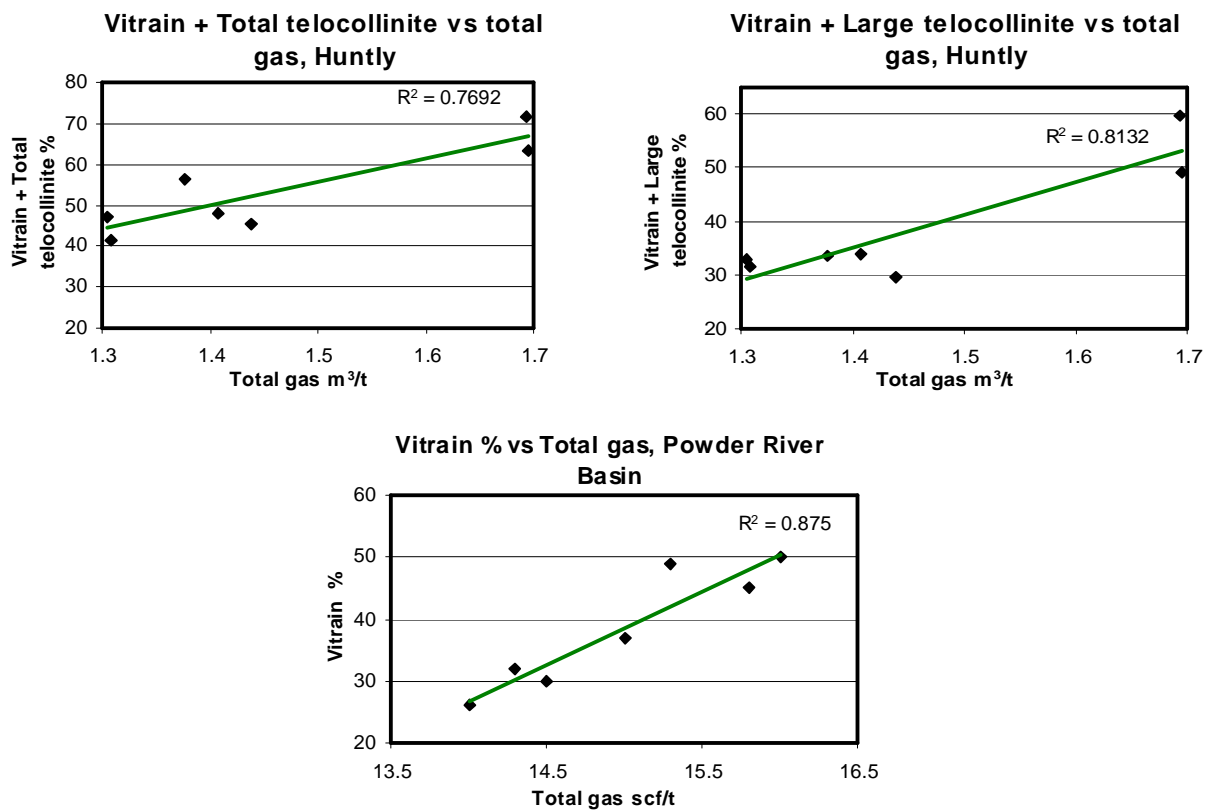 Vitrain + Total telocollinite vs total
gas, Huntly
R² = 0.7692
Vitrain + Total
telocollinite %
80
70
60
50
40
30
20
1.3 1.4 1.5 1.6 1.7
Total gas m³/t
Vitrain + Large telocollinite vs total
gas, Huntly
R² = 0.8132
Vitrain + Large
telocollinite %
60
50
40
30
20
1.3 1.4 1.5 1.6 1.7
Total gas m³/t
Vitrain % vs Total gas, Powder River
Basin
R² = 0.875
Vitrain %
60
50
40
30
20
13.5 14.5 15.5 16.5
Total gas scf/t